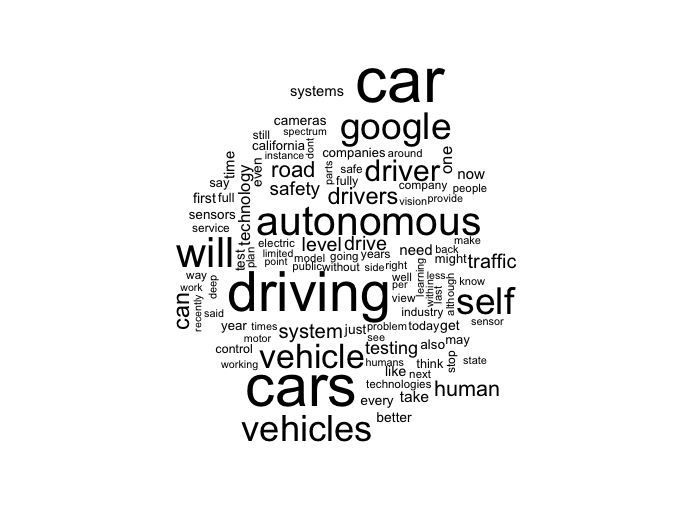 car
systems
google
cameras
spectrum
still
california
dont
instance
companies
around
one
time
even
road
parts
safe
driver
now
fully
say
safety
company
people
technology
drivers
vision
provide
first
full
sensors
service
autonomous
make
electric
level
drive
will
test
plan
limited
need
back
might
traffic
point
model
going
years
public
without
side
right
way
deep
well
learning
less
know
work
driving
per
within
last
although
self
view
can
recently
said
industry
sensor
year
times
system
just
problem
today
get
motor
see
control
vehicle
testing
also
may
working
humans
think
stop
state
like
next
cars
technologies
human
every
take
better
vehicles